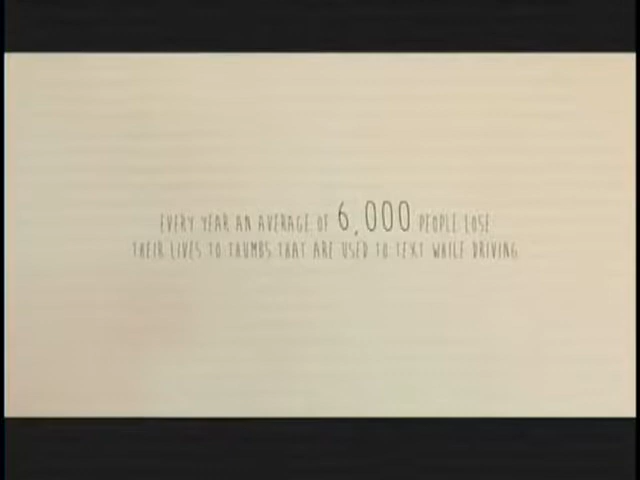 EVERY YEAR AN AVERAGE OF 6,000 PEOPLE LOSE
THEIR LIVES TO THUMBS THAT ARE USED TO TEXT WHILE DRIVING